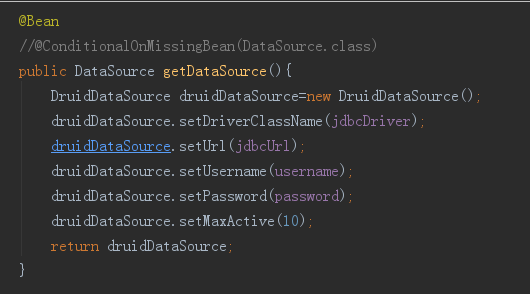 @Bean
//@ConditionalOnMissingBean(DataSource.class)
public DataSource getDataSource(){
    DruidDataSource druidDataSource=new DruidDataSource();
    druidDataSource.setDriverClassName(jdbcDriver);
    druidDataSource.setUrl(jdbcUrl);
    druidDataSource.setUsername(username);
    druidDataSource.setPassword(password);
    druidDataSource.setMaxActive(10);
    return druidDataSource;
}